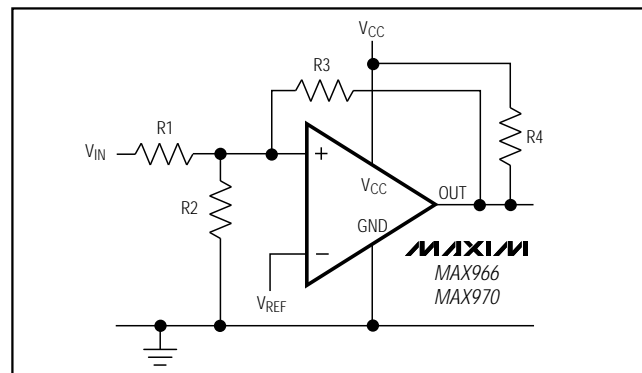 VCC
R3
R1
R4
VIN
+
VCC
OUT
R2
GND
−
MAXIM
MAX966
VREF
MAX970